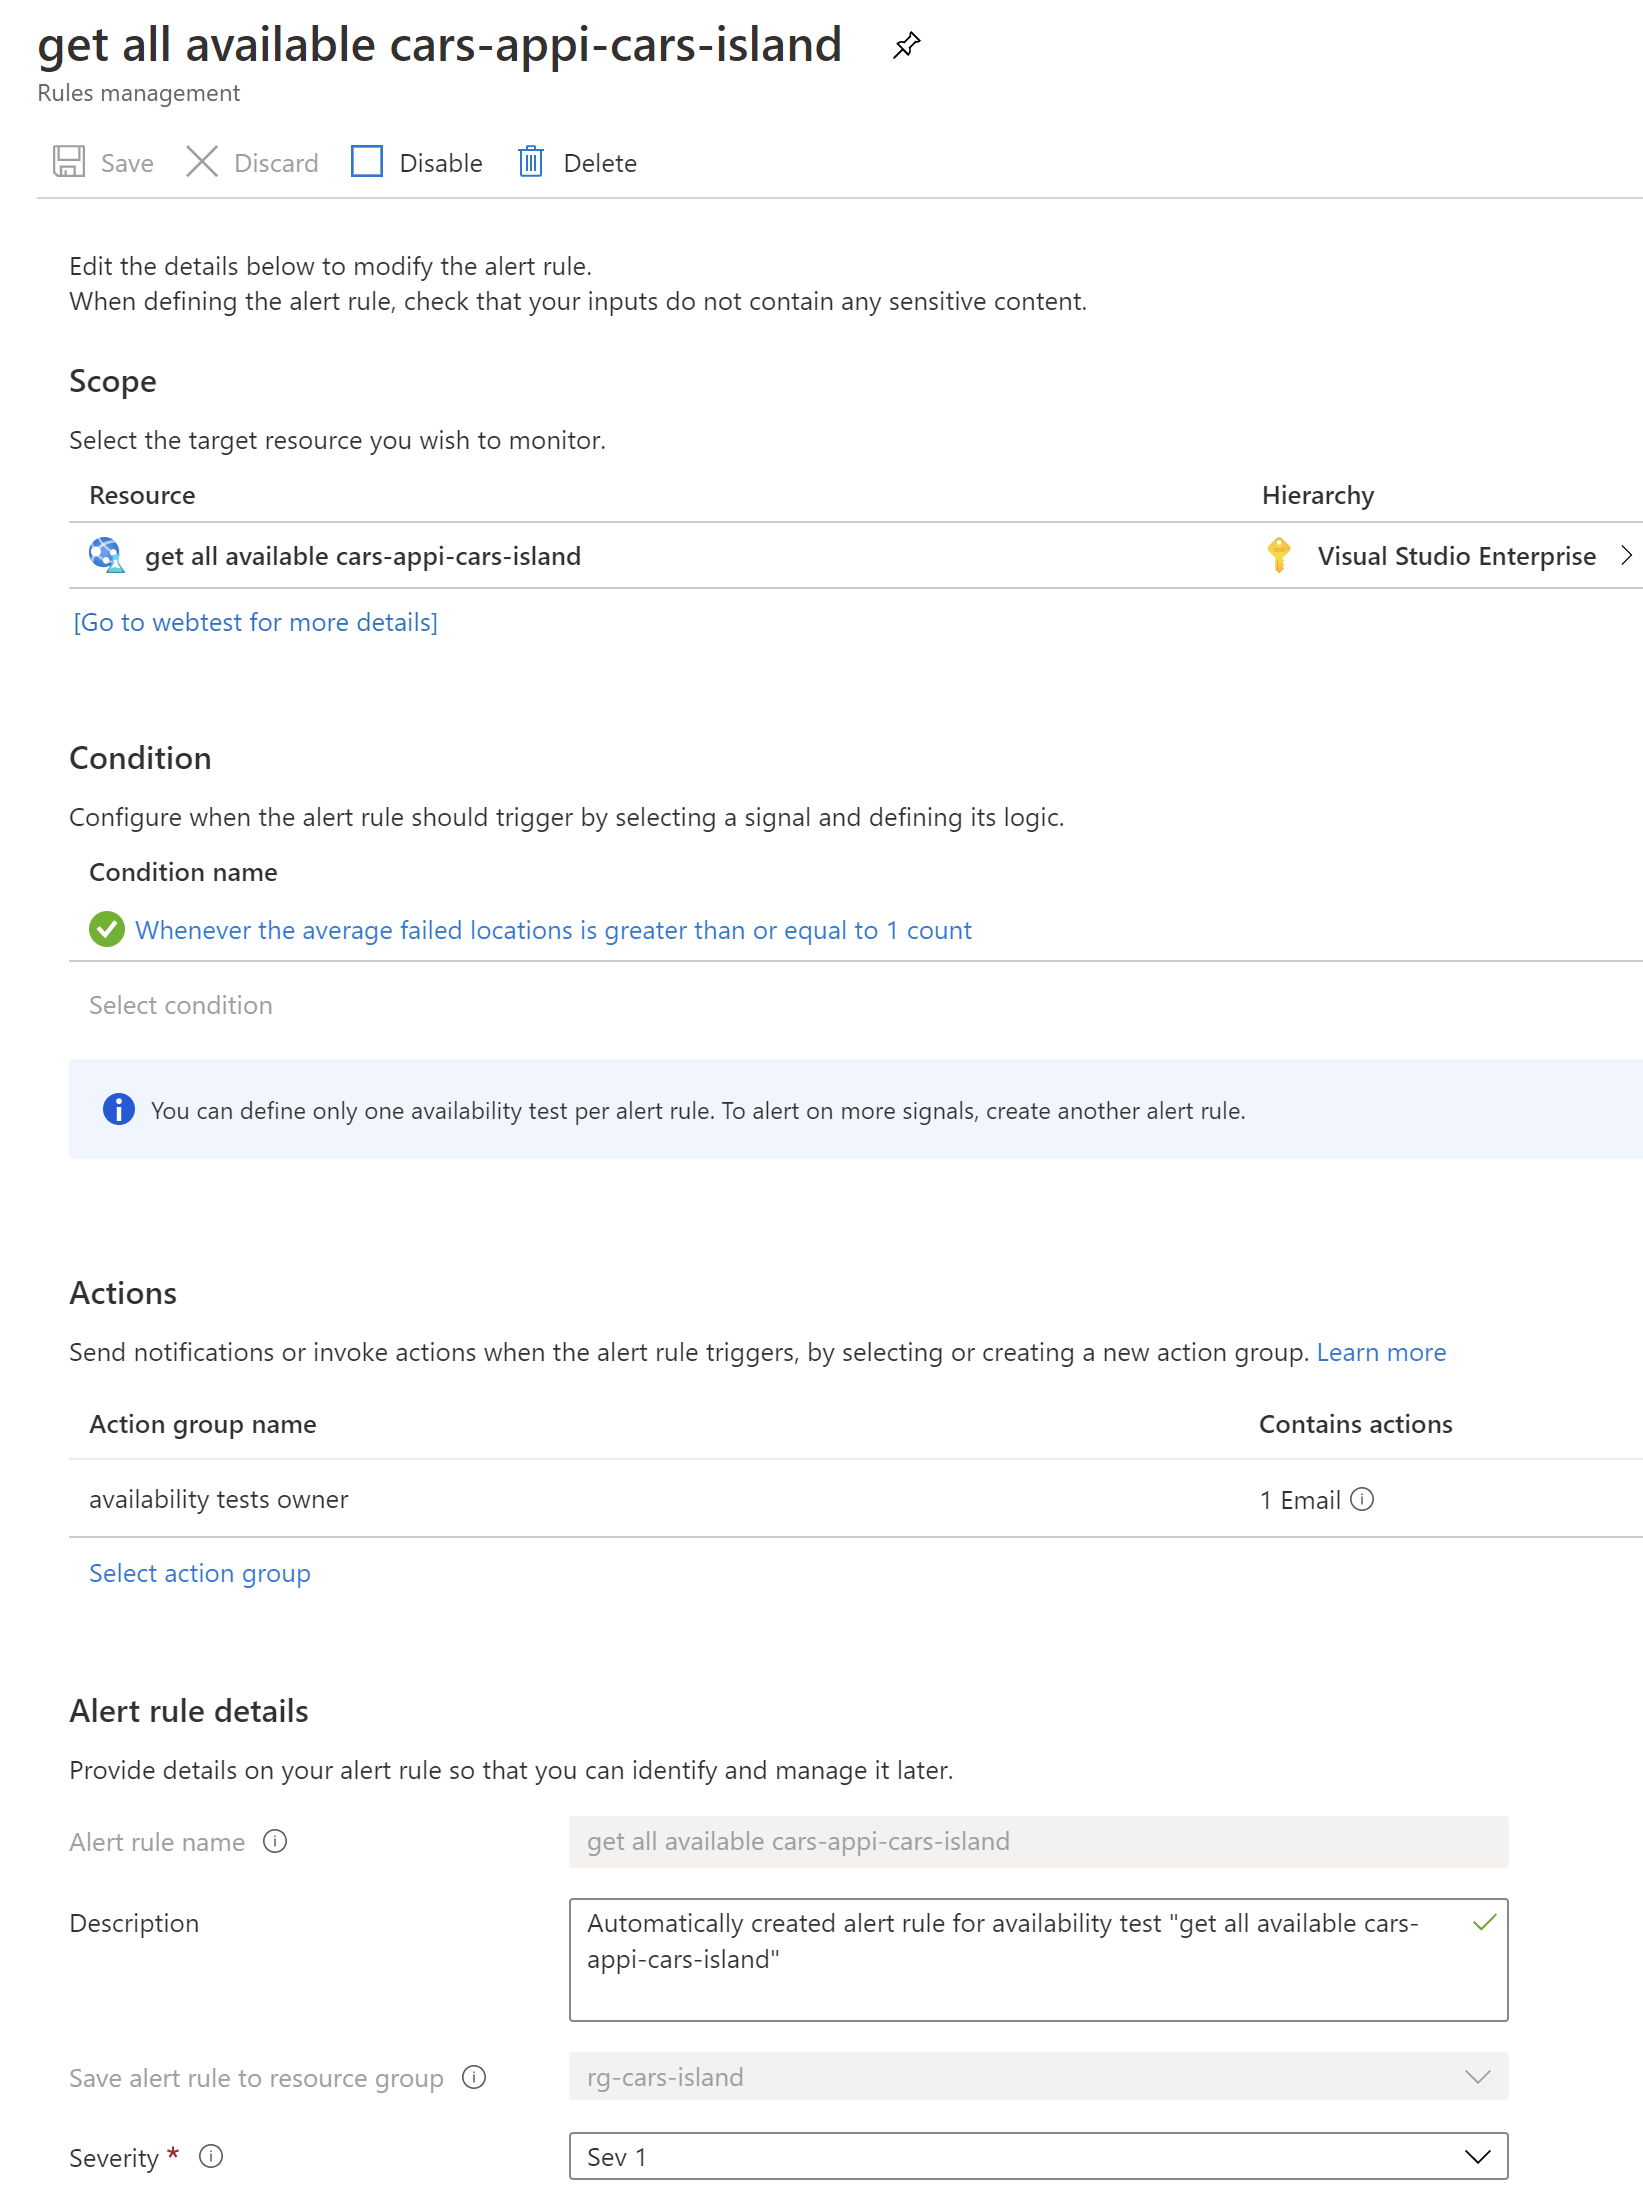 get all available cars-appi-cars-island
Rules management
Save Discard Disable Delete
Edit the details below to modify the alert rule.
When defining the alert rule, check that your inputs do not contain any sensitive content.
Scope
Select the target resource you wish to monitor.
Resource Hierarchy
get all available cars-appi-cars-island Visual Studio Enterprise
[Go to webtest for more details]
Condition
Configure when the alert rule should trigger by selecting a signal and defining its logic.
Condition name
Whenever the average failed locations is greater than or equal to 1 count
Select condition
You can define only one availability test per alert rule. To alert on more signals, create another alert rule.
Actions
Send notifications or invoke actions when the alert rule triggers, by selecting or creating a new action group. Learn more
Action group name Contains actions
availability tests owner 1 Email
Select action group
Alert rule details
Provide details on your alert rule so that you can identify and manage it later.
Alert rule name get all available cars-appi-cars-island
Description Automatically created alert rule for availability test "get all available cars-
appi-cars-island"
Save alert rule to resource group rg-cars-island
Severity * Sev 1